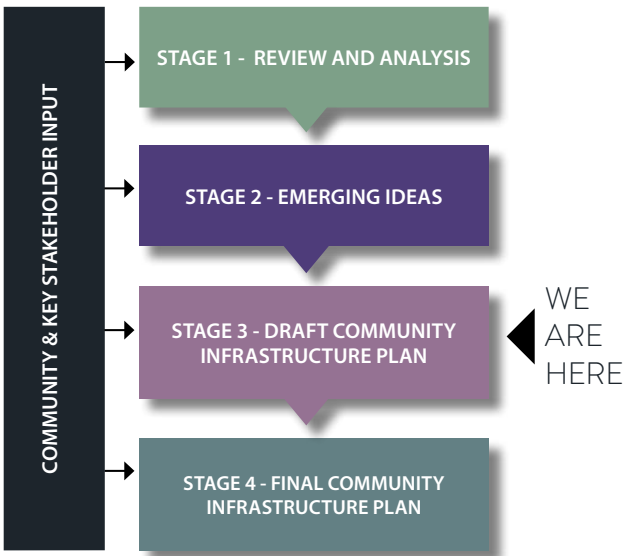 COMMUNITY & KEY STAKEHOLDER INPUT
STAGE 1 - REVIEW AND ANALYSIS
STAGE 2 - EMERGING IDEAS
STAGE 3 - DRAFT COMMUNITY
INFRASTRUCTURE PLAN
WE
ARE
HERE
STAGE 4 - FINAL COMMUNITY
INFRASTRUCTURE PLAN